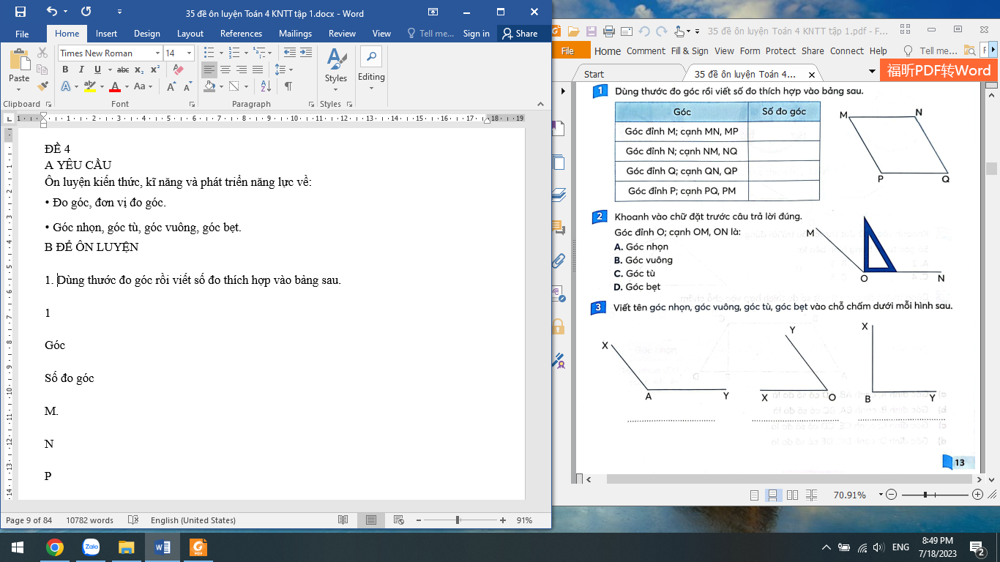 35 đề ôn luyện Toán 4 KNTT tập 1.docx - Word
File Home Insert Design Layout References Mailings Review View Tell me... Sign in Share
Times New Roman 14
Paste
Styles
Editing
Clipboard Font Paragraph Styles
ĐỀ 4
A YÊU CẦU
Ôn luyện kiến thức, kĩ năng và phát triển năng lực về:
• Đo góc, đơn vị đo góc.
• Góc nhọn, góc tù, góc vuông, góc bẹt.
B ĐỀ ÔN LUYỆN
1. Dùng thước đo góc rồi viết số đo thích hợp vào bảng sau.
1
Góc
Số đo góc
M.
N
P
Page 9 of 84 10782 words English (United States) 91%
35 đề ôn luyện Toán 4 KNTT tập 1.pdf - F...
File Home Comment Fill & Sign View Form Protect Share Connect Help Tell me...
Start 35 đề ôn luyện Toán 4...
福昕PDF转Word
1 Dùng thước đo góc rồi viết số đo thích hợp vào bảng sau.
Góc Số đo góc
Góc đỉnh M; cạnh MN, MP
Góc đỉnh N; cạnh NM, NQ
Góc đỉnh Q; cạnh QN, QP
Góc đỉnh P; cạnh PQ, PM
M N
P Q
2 Khoanh vào chữ đặt trước câu trả lời đúng.
Góc đỉnh O; cạnh OM, ON là:
A. Góc nhọn
B. Góc vuông
C. Góc tù
D. Góc bẹt
M
O N
3 Viết tên góc nhọn, góc vuông, góc tù, góc bẹt vào chỗ chấm dưới mỗi hình sau.
X Y X
A Y X O B Y
13
70.91%
Zalo
ENG
8:49 PM
7/18/2023
2